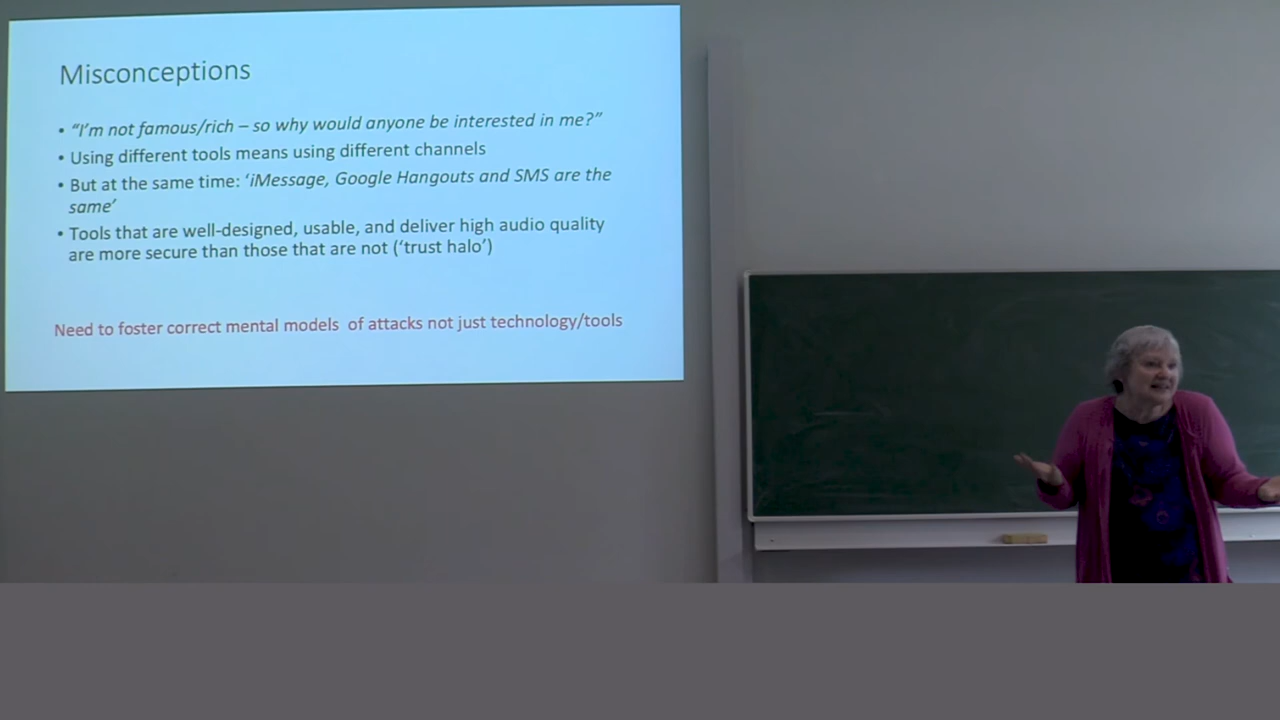 Misconceptions
• “I’m not famous/rich – so why would anyone be interested in me?”
• Using different tools means using different channels
• But at the same time: ‘iMessage, Google Hangouts and SMS are the
same’
• Tools that are well-designed, usable, and deliver high audio quality
are more secure than those that are not (‘trust halo’)
Need to foster correct mental models  of attacks not just technology/tools